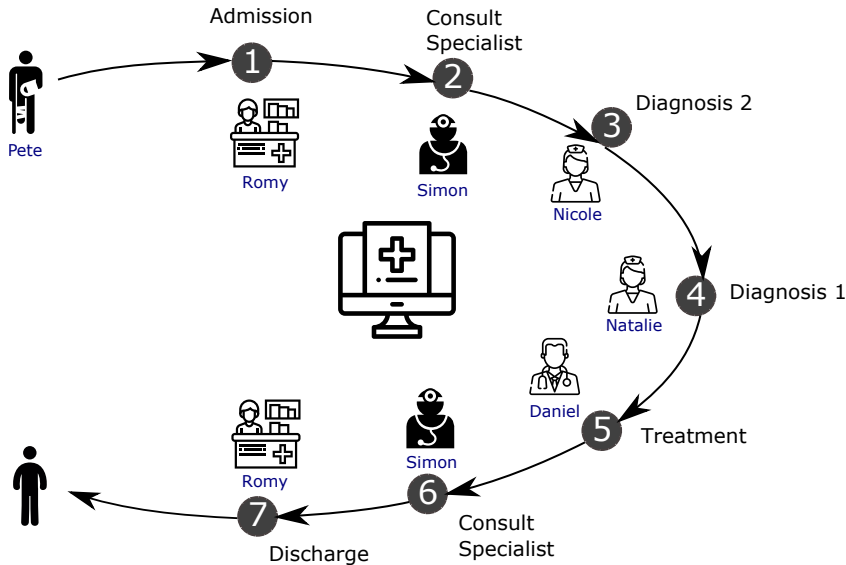 Admission
1
Romy
Consult
Specialist
2
Simon
Pete
3
Diagnosis 2
Nicole
4
Diagnosis 1
Natalie
Daniel
5
Treatment
Simon
6
Consult
Specialist
Romy
7
Discharge